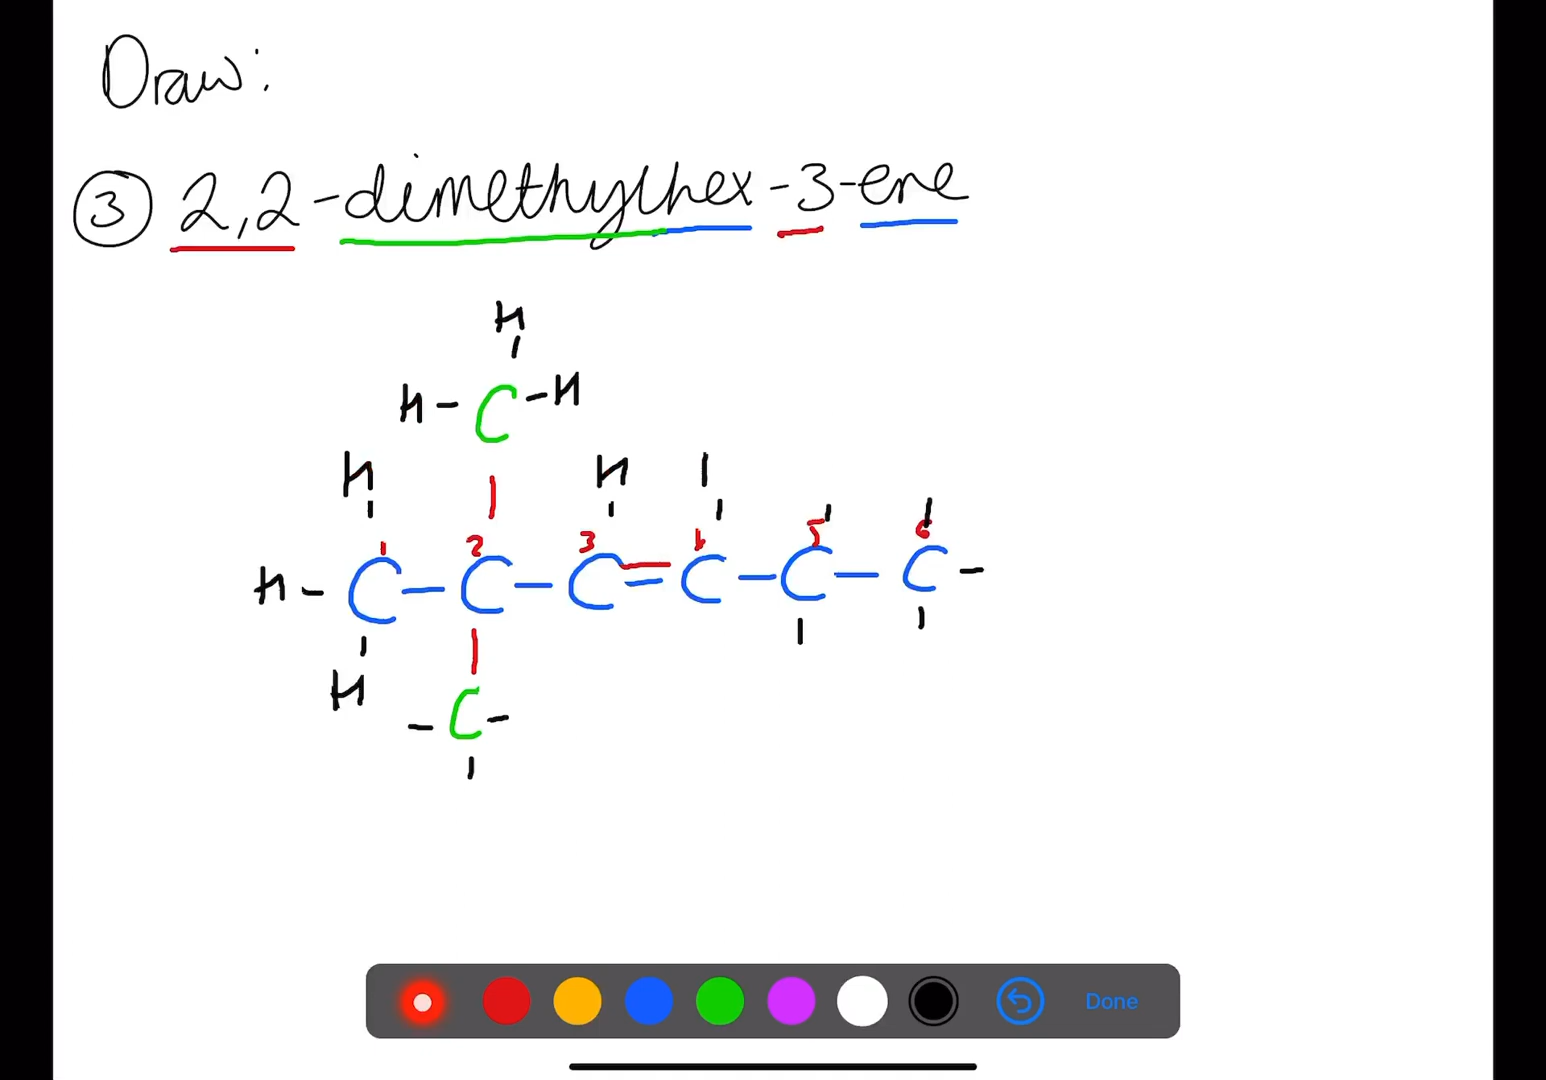 Draw:
③ 2,2-dimethylhex-3-ene
H
H-C-H
H H
1 2 3 4 5 6
H-C-C-C=C-C-C-
H
-C-
Done